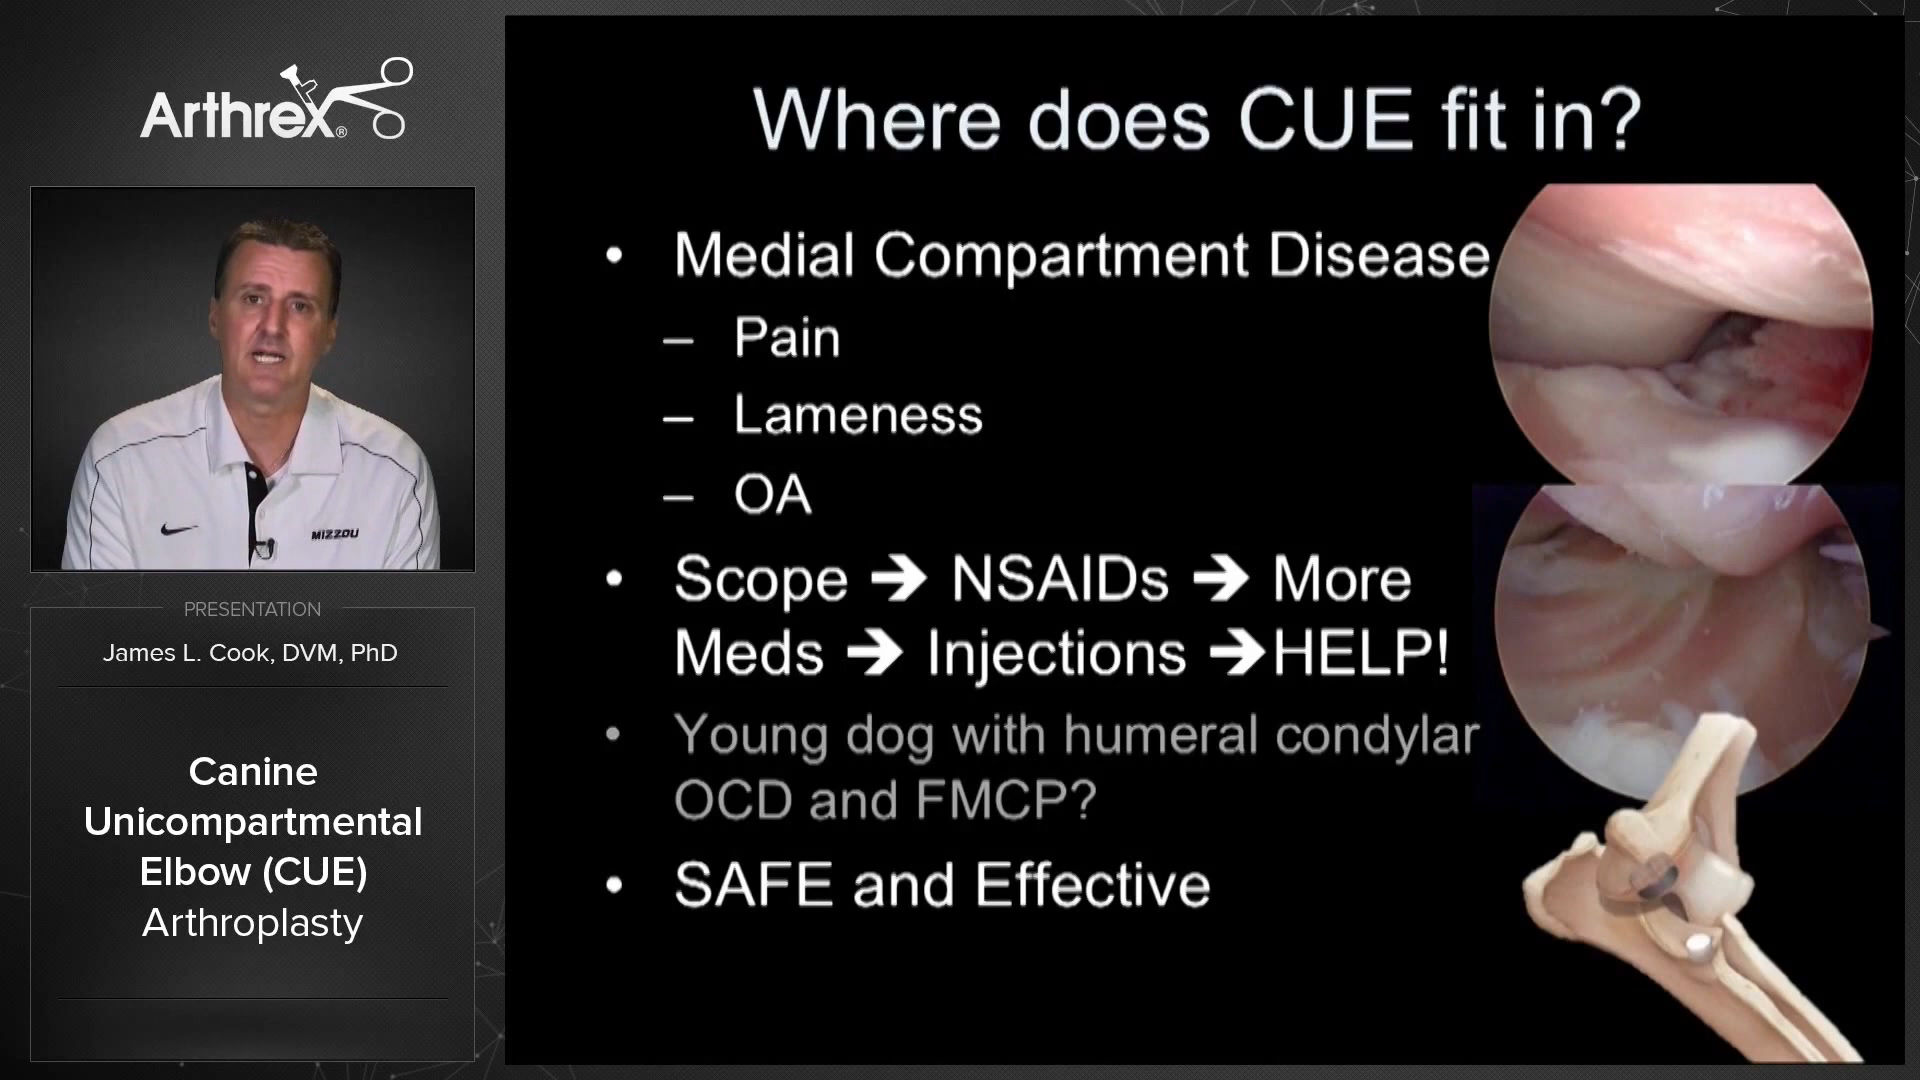 Arthrex®
MIZZOU
PRESENTATION
James L. Cook, DVM, PhD
Canine
Unicompartmental
Elbow (CUE)
Arthroplasty
Where does CUE fit in?
• Medial Compartment Disease
– Pain
– Lameness
– OA
• Scope ➔ NSAIDs ➔ More
Meds ➔ Injections ➔HELP!
• Young dog with humeral condylar
OCD and FMCP?
• SAFE and Effective